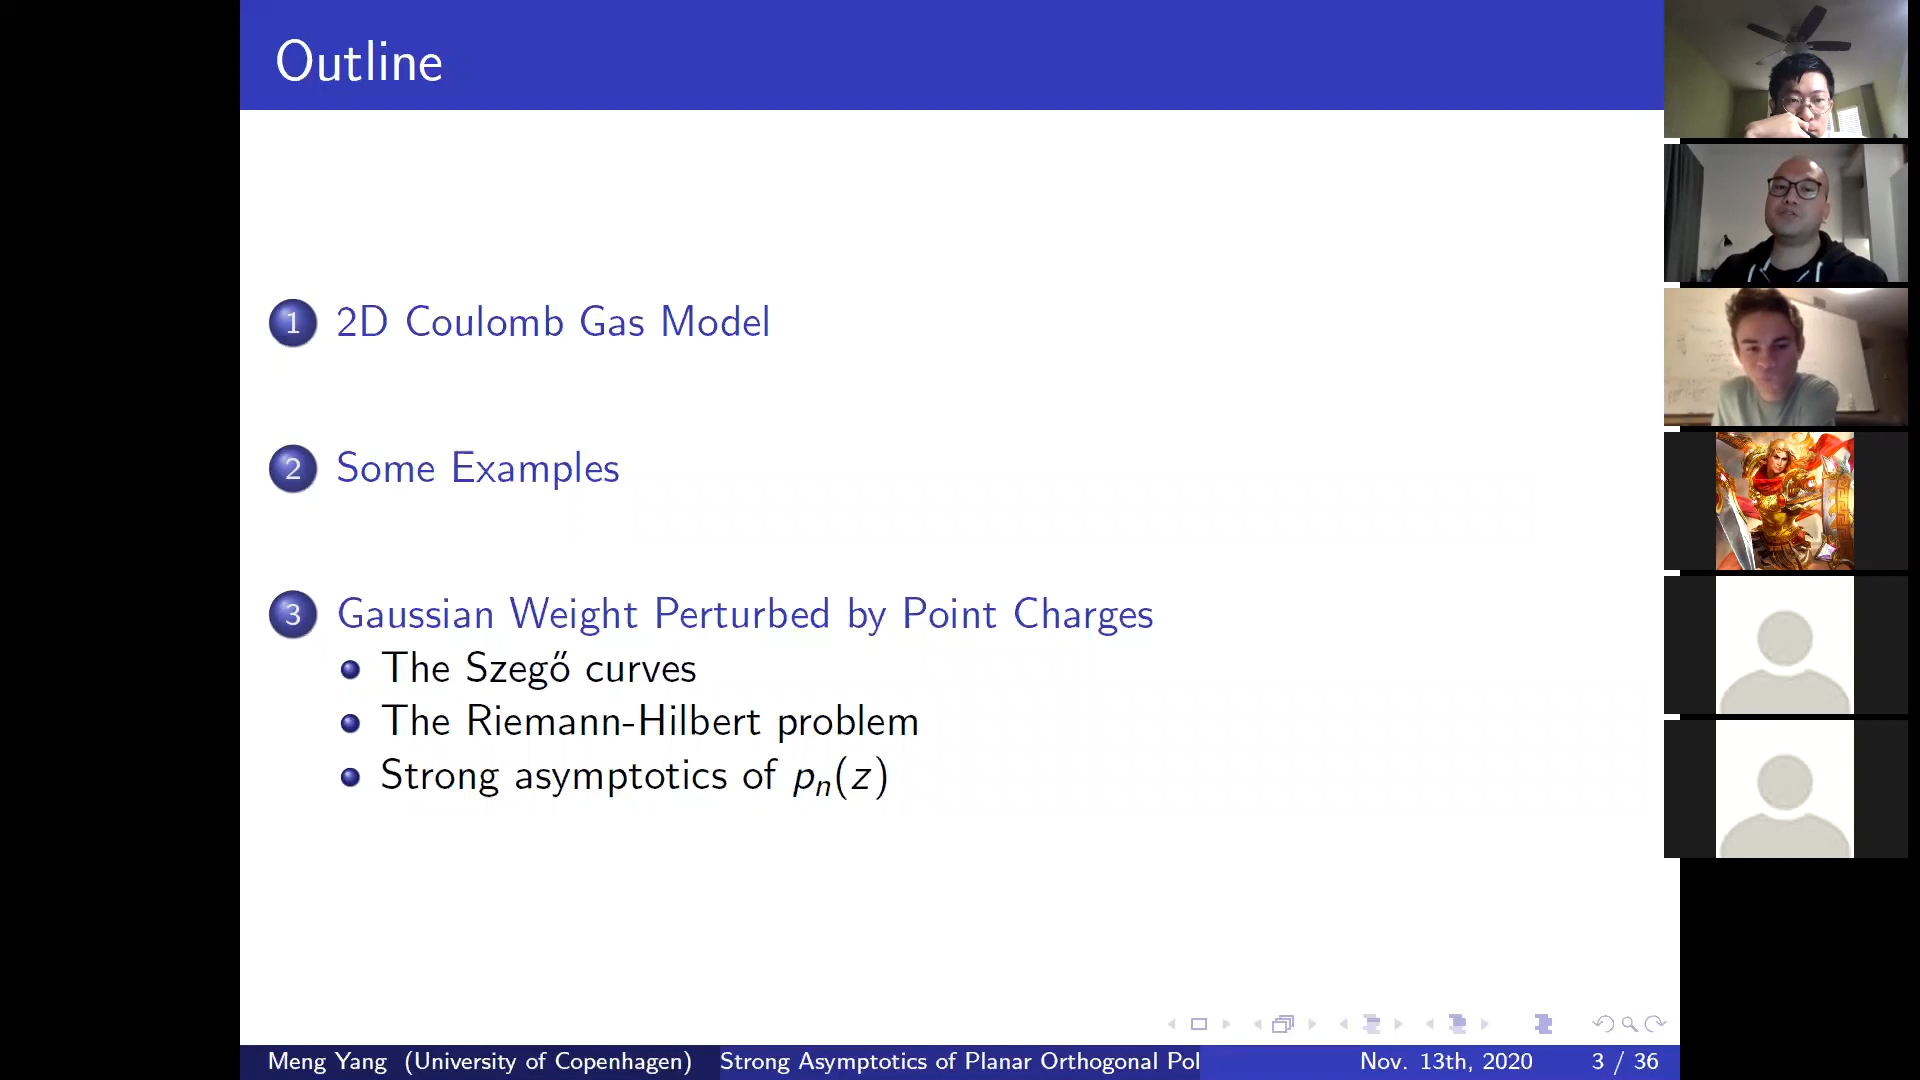 Outline
1 2D Coulomb Gas Model
2 Some Examples
3 Gaussian Weight Perturbed by Point Charges
The Szegő curves
The Riemann-Hilbert problem
Strong asymptotics of pₙ(z)
Meng Yang (University of Copenhagen) Strong Asymptotics of Planar Orthogonal Pol Nov. 13th, 2020 3 / 36